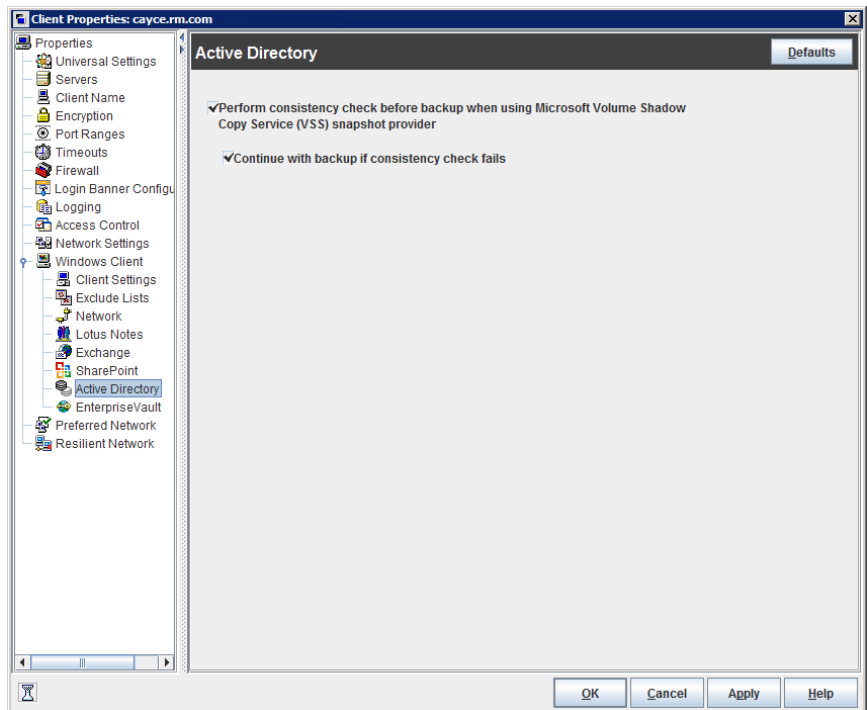 Client Properties: cayce.rm.com
Properties
Universal Settings
Servers
Client Name
Encryption
Port Ranges
Timeouts
Firewall
Login Banner Configu
Logging
Access Control
Network Settings
Windows Client
Client Settings
Exclude Lists
Network
Lotus Notes
Exchange
SharePoint
Active Directory
EnterpriseVault
Preferred Network
Resilient Network
Active Directory
Defaults
Perform consistency check before backup when using Microsoft Volume Shadow
Copy Service (VSS) snapshot provider
Continue with backup if consistency check fails
OK
Cancel
Apply
Help